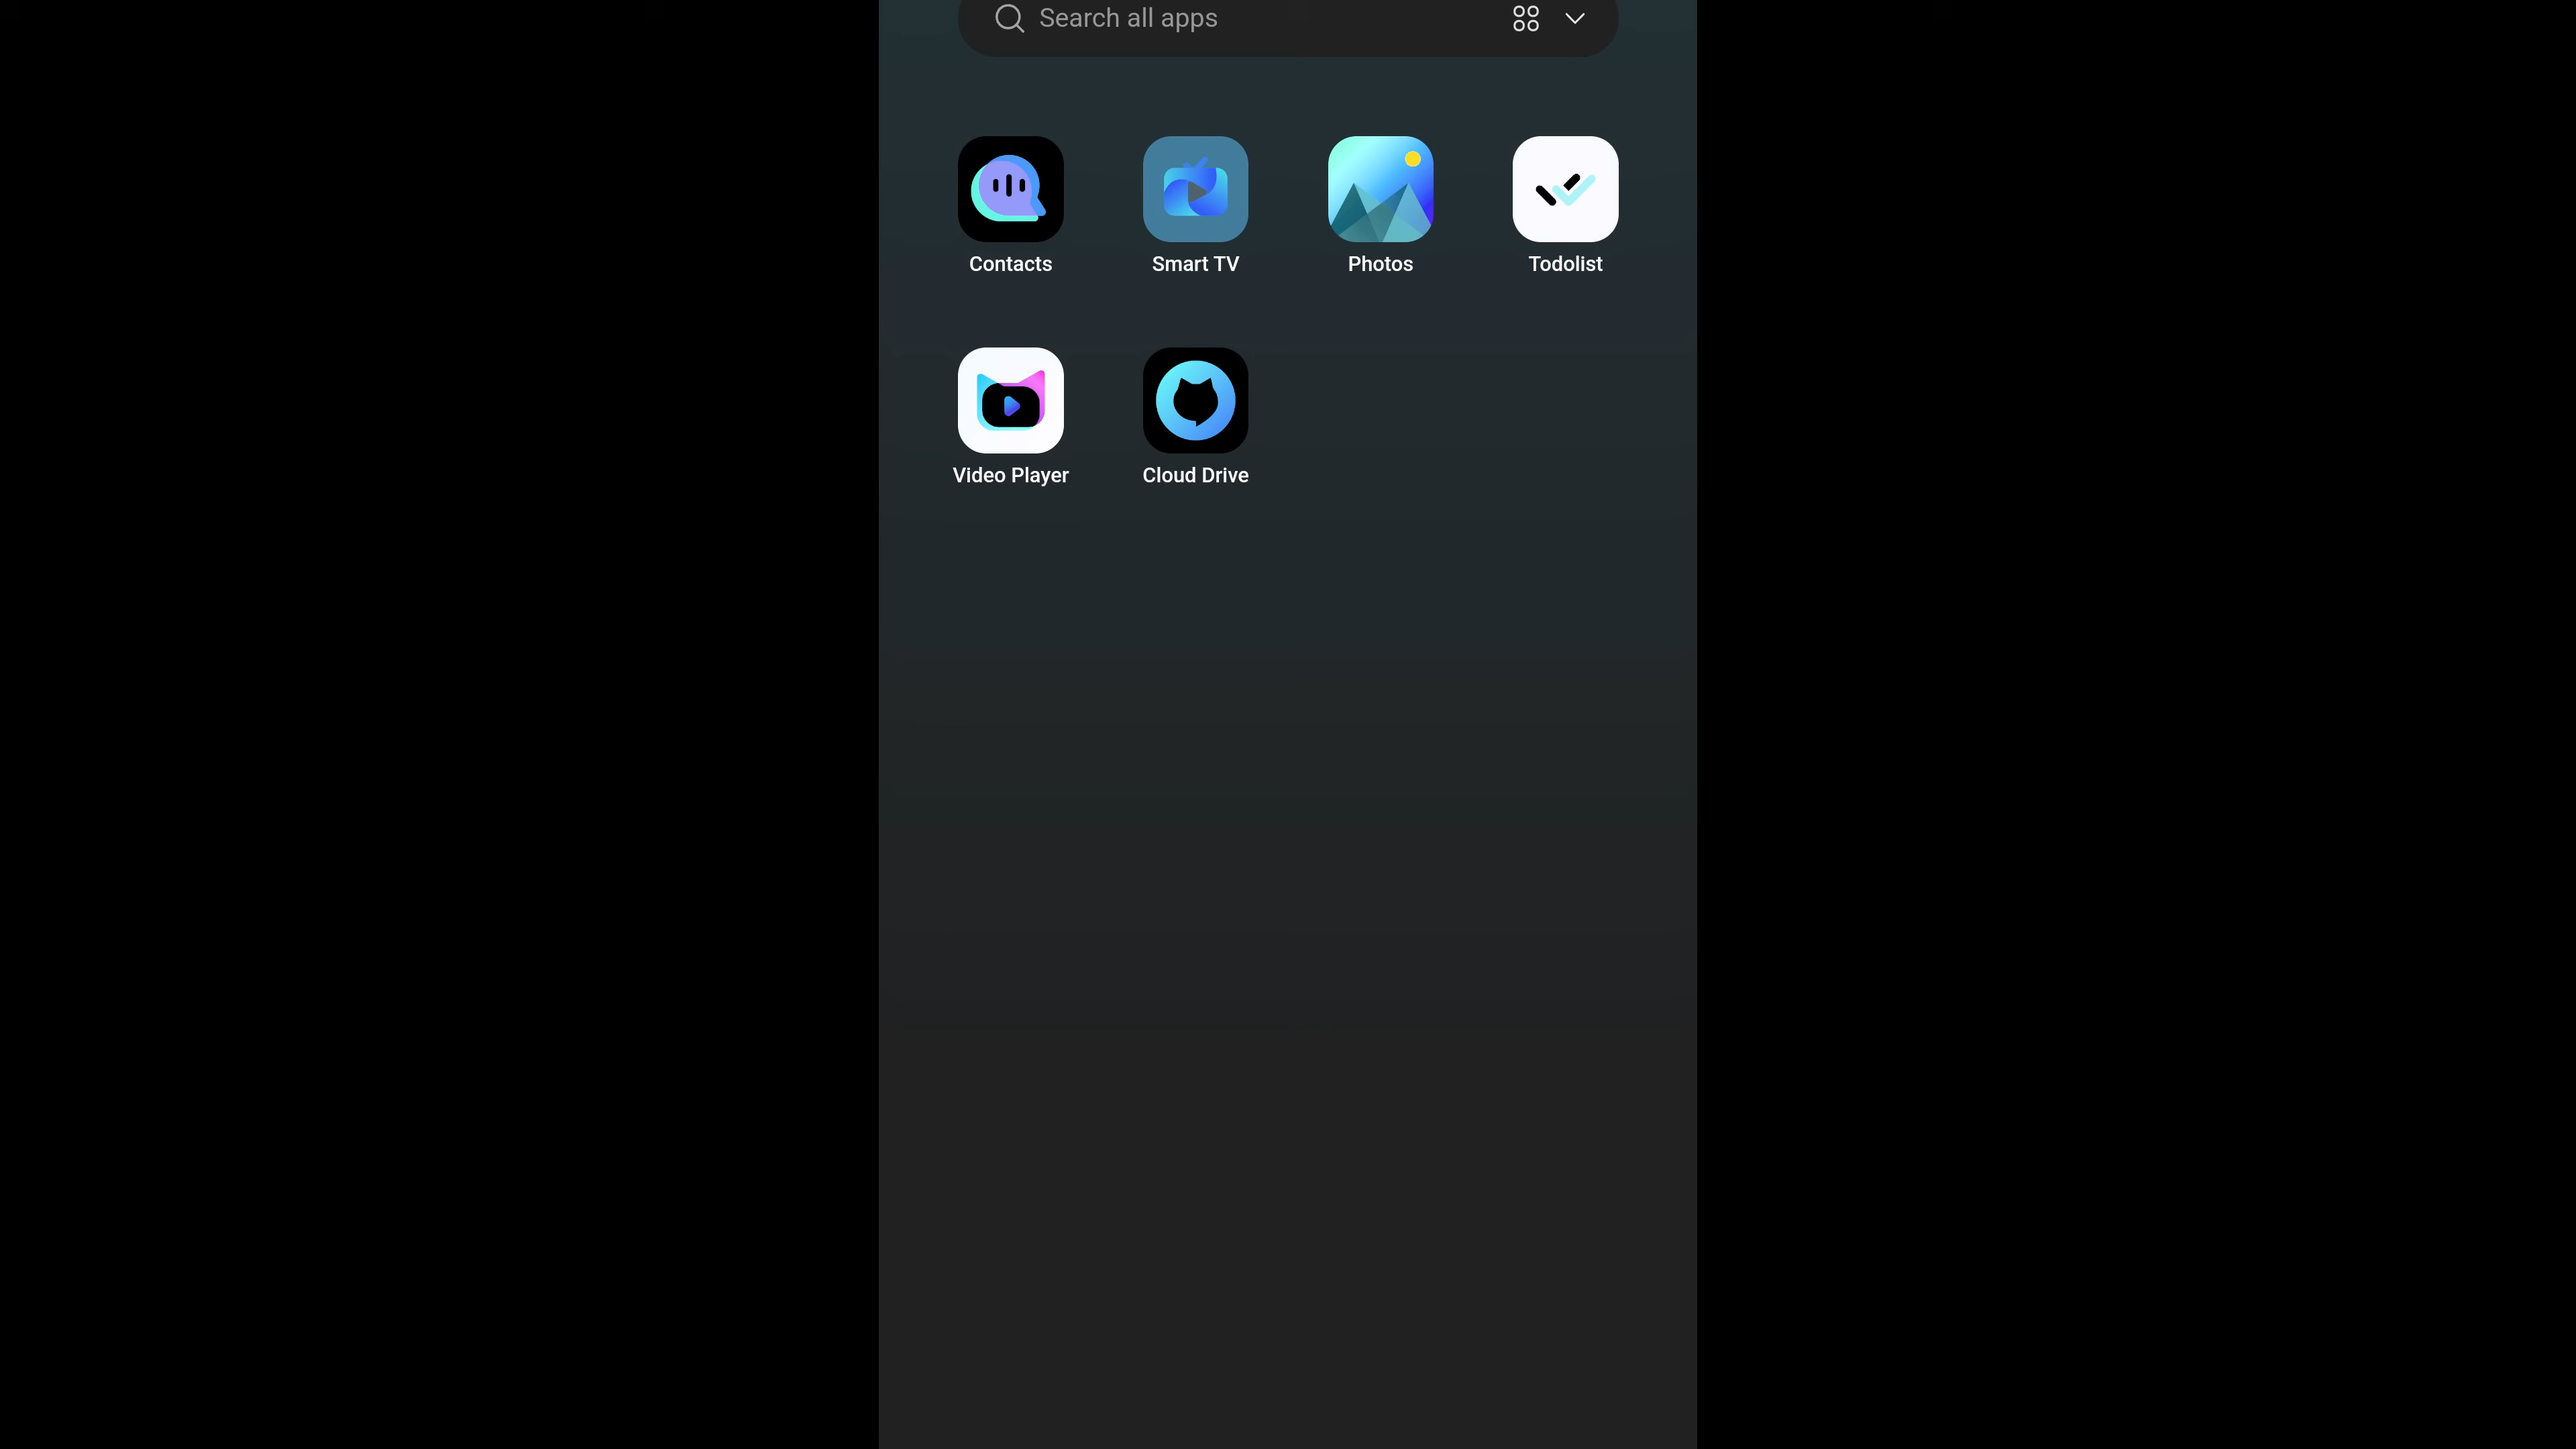 Search all apps
Contacts
Smart TV
Photos
Todolist
Video Player
Cloud Drive